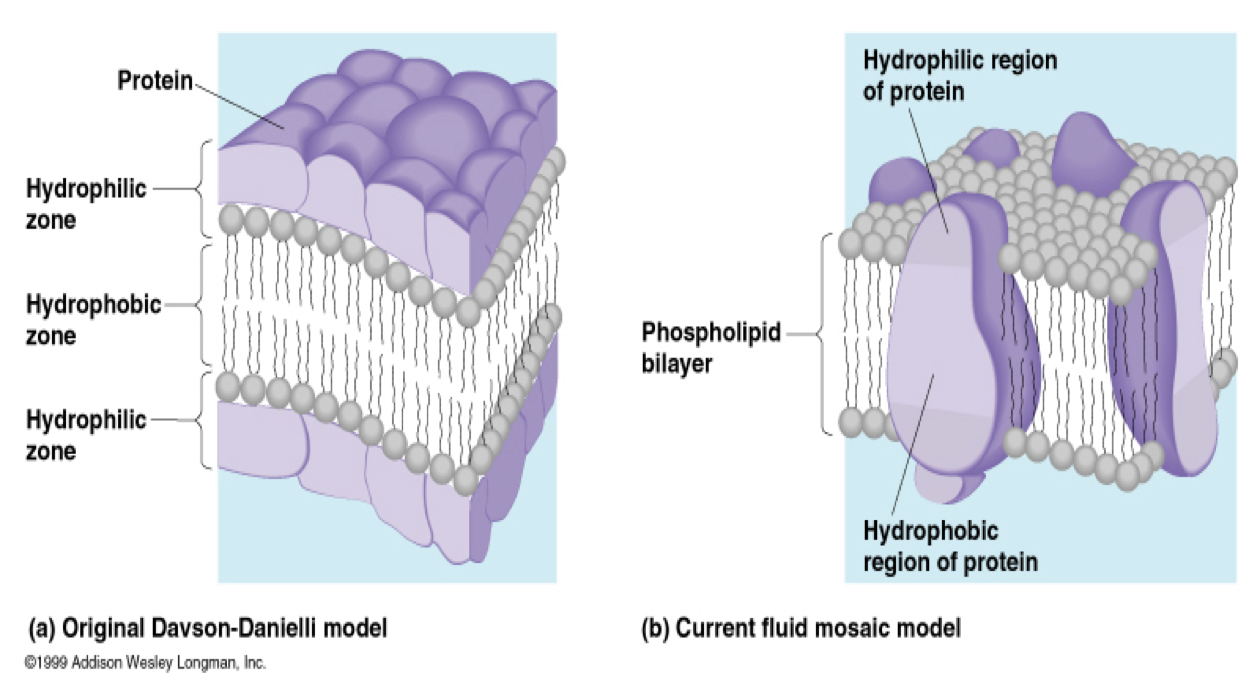 Protein
Hydrophilic
zone
Hydrophobic
zone
Hydrophilic
zone
(a) Original Davson-Danielli model
©1999 Addison Wesley Longman, Inc.
Hydrophilic region
of protein
Phospholipid
bilayer
Hydrophobic
region of protein
(b) Current fluid mosaic model